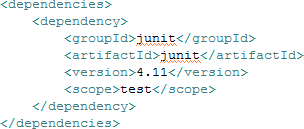 <dependencies>
<dependency>
<groupId>junit</groupId>
<artifactId>junit</artifactId>
<version>4.11</version>
<scope>test</scope>
</dependency>
</dependencies>